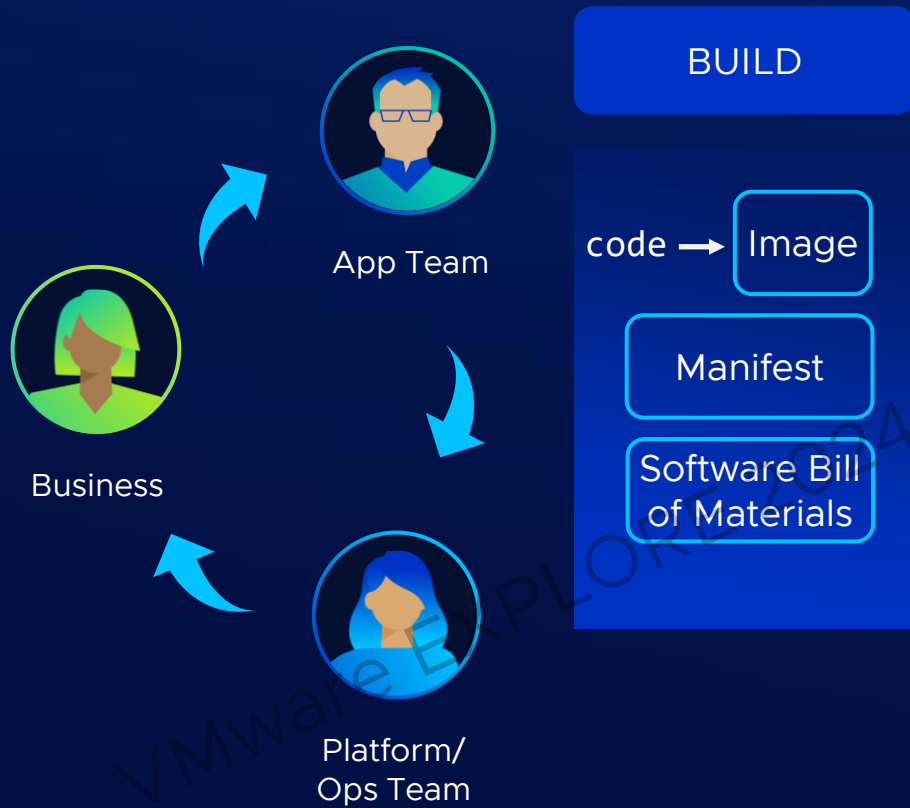 BUILD
App Team
code
Image
Manifest
Software Bill
of Materials
Business
Platform/
Ops Team
VMware EXPLORE 2024